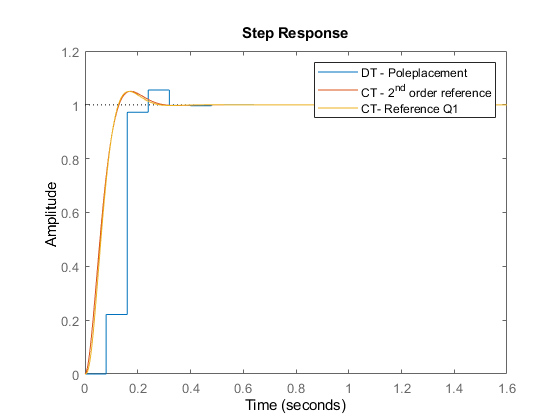 Step Response
1.2
1
0.8
0.6
0.4
0.2
0
Amplitude
DT - Poleplacement
CT - 2nd order reference
CT- Reference Q1
0 0.2 0.4 0.6 0.8 1 1.2 1.4 1.6
Time (seconds)